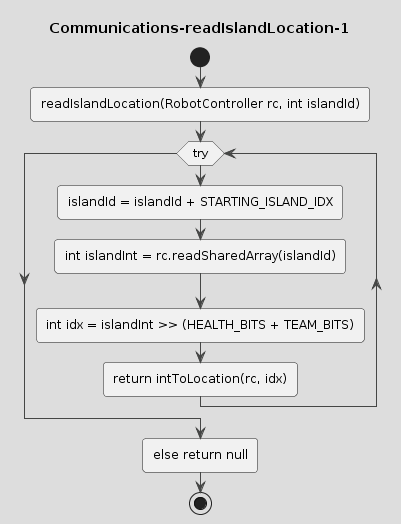 Communications-readIslandLocation-1
readIslandLocation(RobotController rc, int islandId)
try
islandId = islandId + STARTING_ISLAND_IDX
int islandInt = rc.readSharedArray(islandId)
int idx = islandInt >> (HEALTH_BITS + TEAM_BITS)
return intToLocation(rc, idx)
else return null